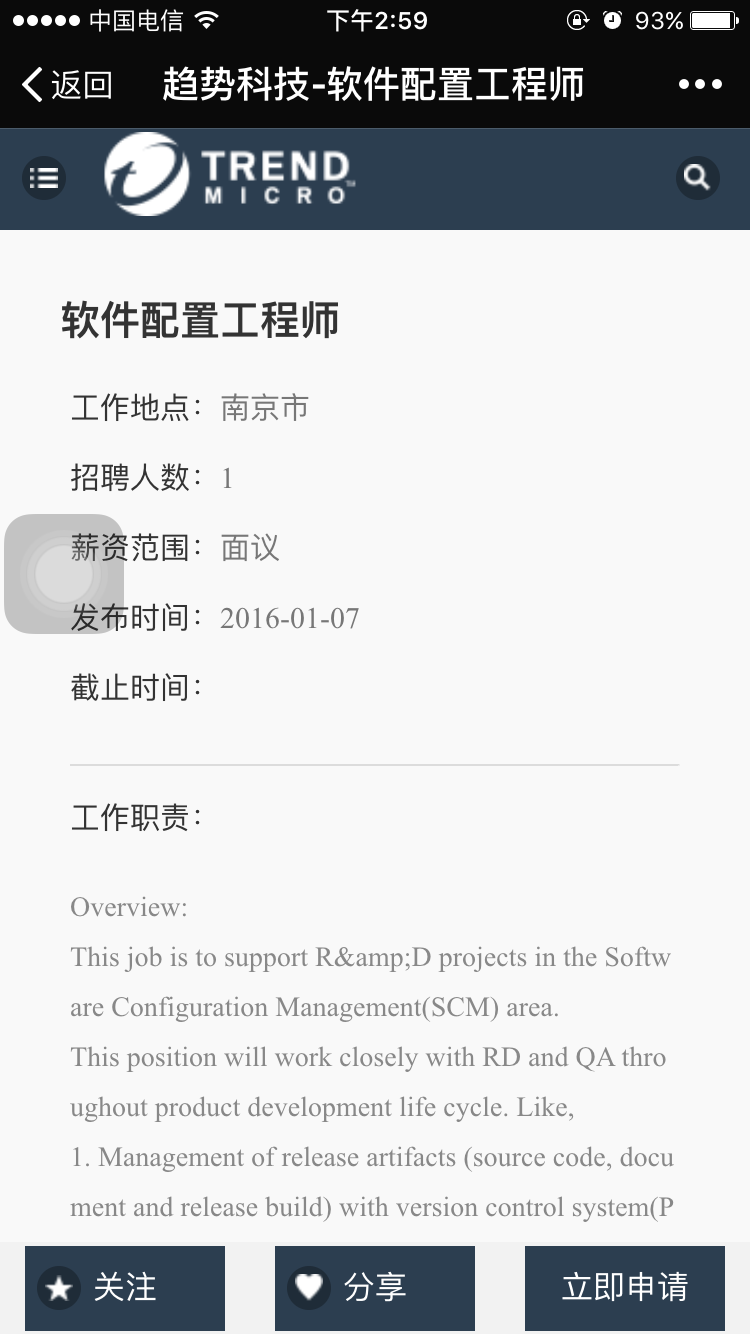 中国电信 下午2:59 93%
返回 趋势科技-软件配置工程师
TREND
MICRO™
软件配置工程师
工作地点: 南京市
招聘人数: 1
薪资范围: 面议
发布时间: 2016-01-07
截止时间:
工作职责:
Overview:
This job is to support R&amp;D projects in the Softw
are Configuration Management(SCM) area.
This position will work closely with RD and QA thro
ughout product development life cycle. Like,
1. Management of release artifacts (source code, docu
ment and release build) with version control system(P
关注 分享 立即申请